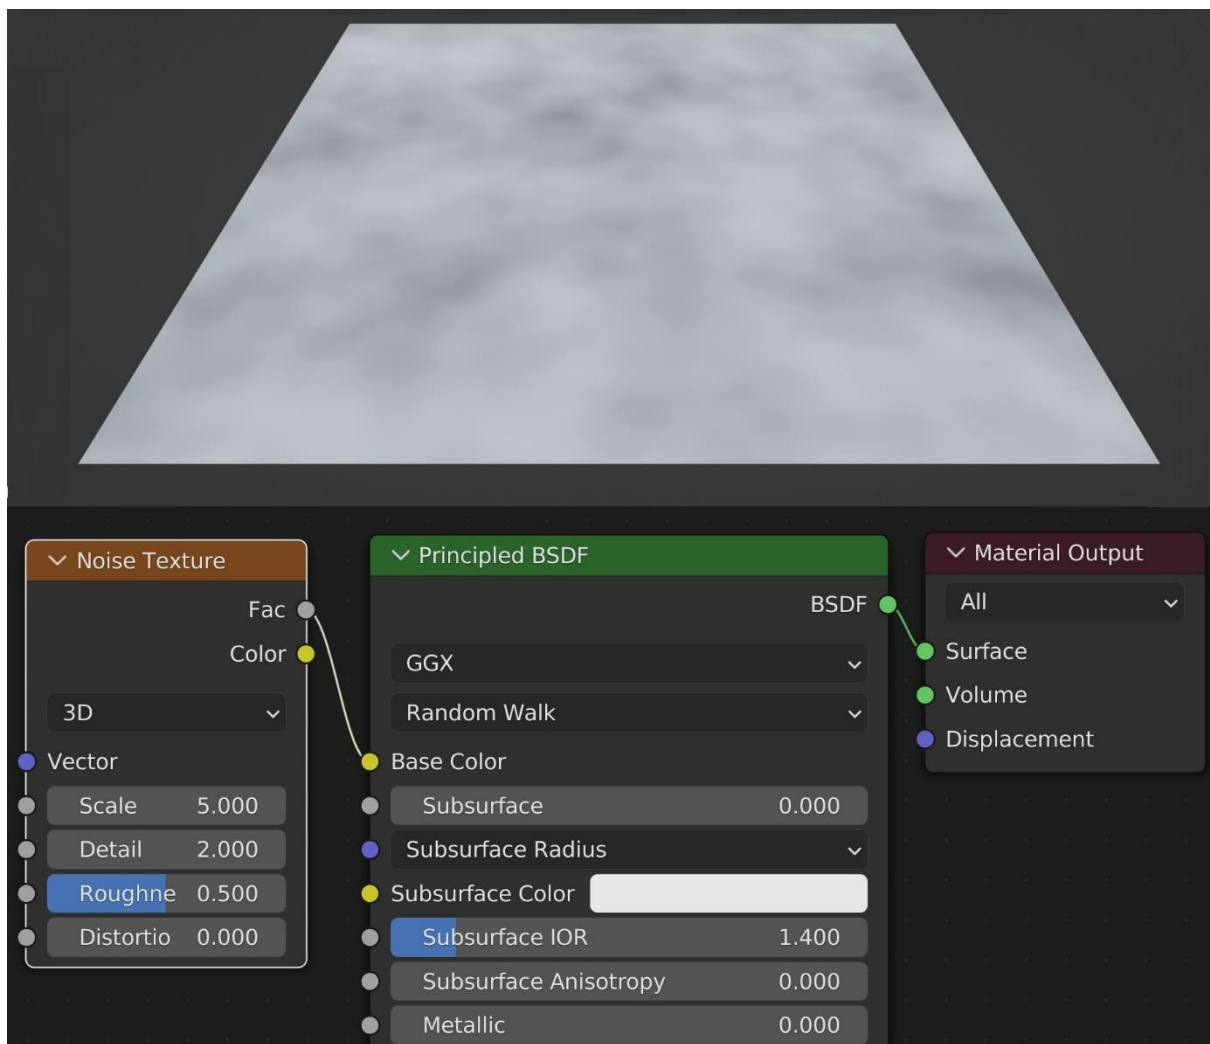 Noise Texture
Fac
Color
3D
Vector
Scale 5.000
Detail 2.000
Roughne 0.500
Distortio 0.000
Principled BSDF
BSDF
GGX
Random Walk
Base Color
Subsurface 0.000
Subsurface Radius
Subsurface Color
Subsurface IOR 1.400
Subsurface Anisotropy 0.000
Metallic 0.000
Material Output
All
Surface
Volume
Displacement